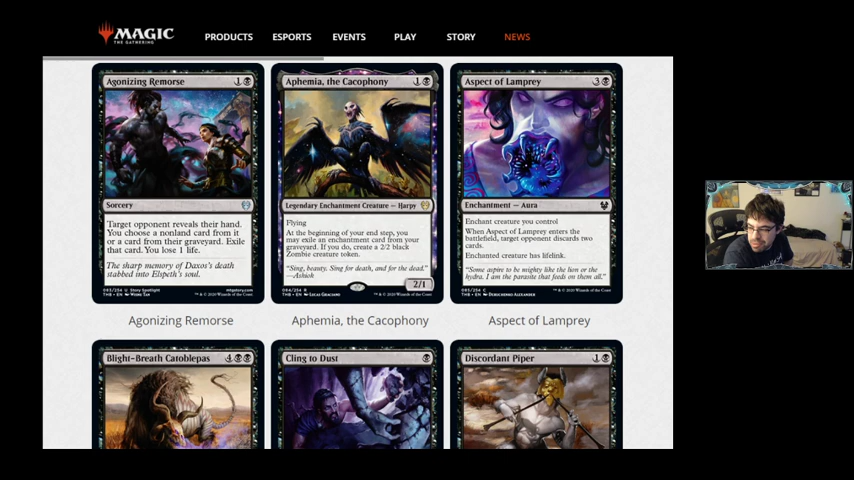 MAGIC
THE GATHERING
PRODUCTS
ESPORTS
EVENTS
PLAY
STORY
NEWS
Agonizing Remorse 1
Sorcery
Target opponent reveals their hand.
You choose a nonland card from it
or a card from their graveyard. Exile
that card. You lose 1 life.
The sharp memory of Daxos's death
stabbed into Elspeth's soul.
Aphemia, the Cacophony 1
Legendary Enchantment Creature — Harpy
Flying
At the beginning of your end step, you
may exile an enchantment card from your
graveyard. If you do, create a 2/2 black
Zombie creature token.
"Sing, beauty. Sing for death, and for the dead."
—Ashiok
2/1
Aspect of Lamprey 3
Enchantment — Aura
Enchant creature you control
When Aspect of Lamprey enters the
battlefield, target opponent discards two
cards.
Enchanted creature has lifelink.
"Some aspire to be mighty like the lion or the
hydra. I am the parasite that feeds on them all."
Agonizing Remorse
Aphemia, the Cacophony
Aspect of Lamprey
Blight-Breath Catoblepas 4
Cling to Dust
Discordant Piper 1